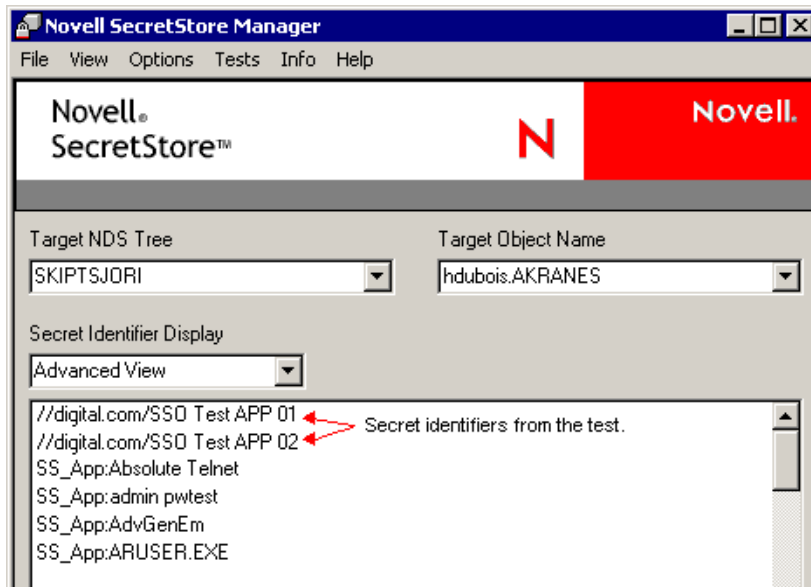 Novell SecretStore Manager
File View Options Tests Info Help
Novell®
SecretStore™
N
Novell.
Target NDS Tree
Target Object Name
SKIPTSJORI
hdubois.AKRANES
Secret Identifier Display
Advanced View
//digital.com/SSO Test APP 01
Secret identifiers from the test.
//digital.com/SSO Test APP 02
SS_App:Absolute Telnet
SS_App:admin pwtest
SS_App:AdvGenEm
SS_App:ARUSER.EXE